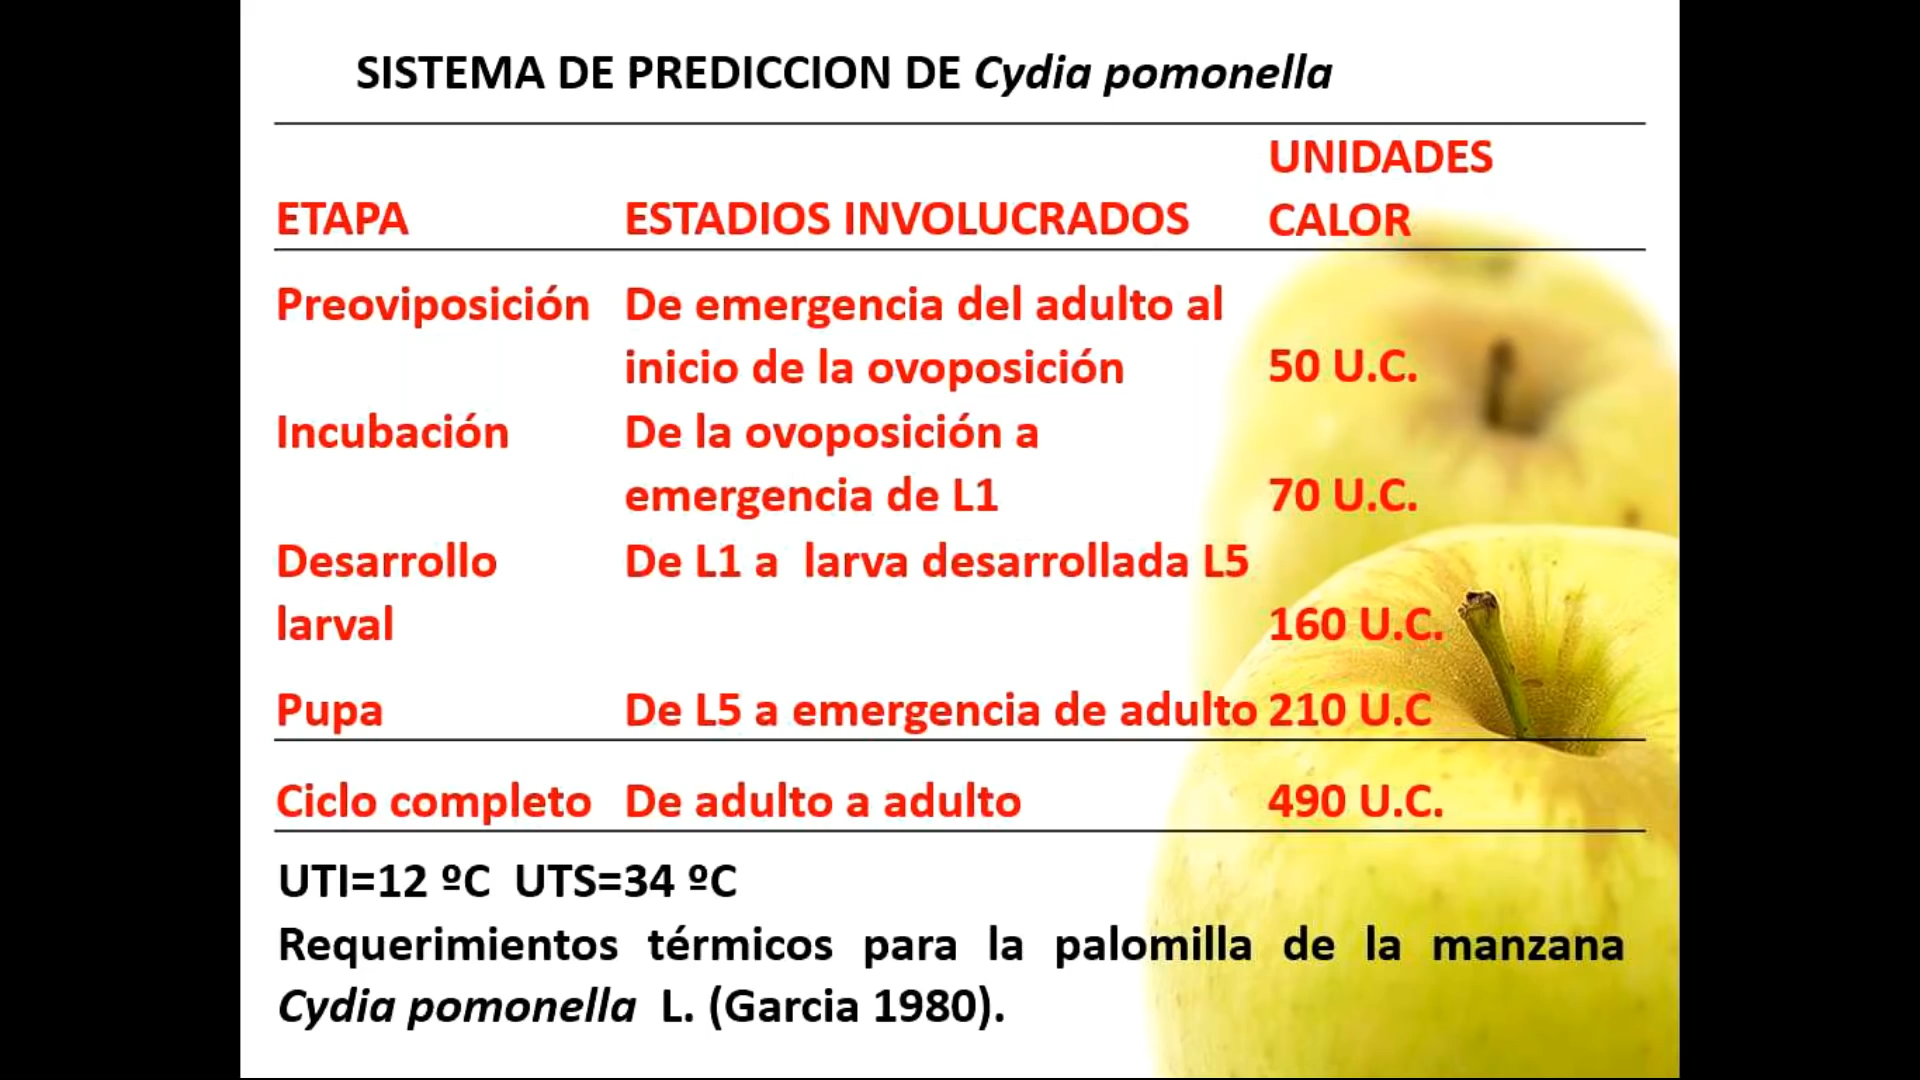 SISTEMA DE PREDICCION DE Cydia pomonella
UNIDADES
ETAPA ESTADIOS INVOLUCRADOS CALOR
Preoviposición De emergencia del adulto al
inicio de la ovoposición 50 U.C.
Incubación De la ovoposición a
emergencia de L1 70 U.C.
Desarrollo De L1 a larva desarrollada L5
larval 160 U.C.
Pupa De L5 a emergencia de adulto 210 U.C
Ciclo completo De adulto a adulto 490 U.C.
UTI=12 ºC UTS=34 ºC
Requerimientos térmicos para la palomilla de la manzana
Cydia pomonella L. (Garcia 1980).